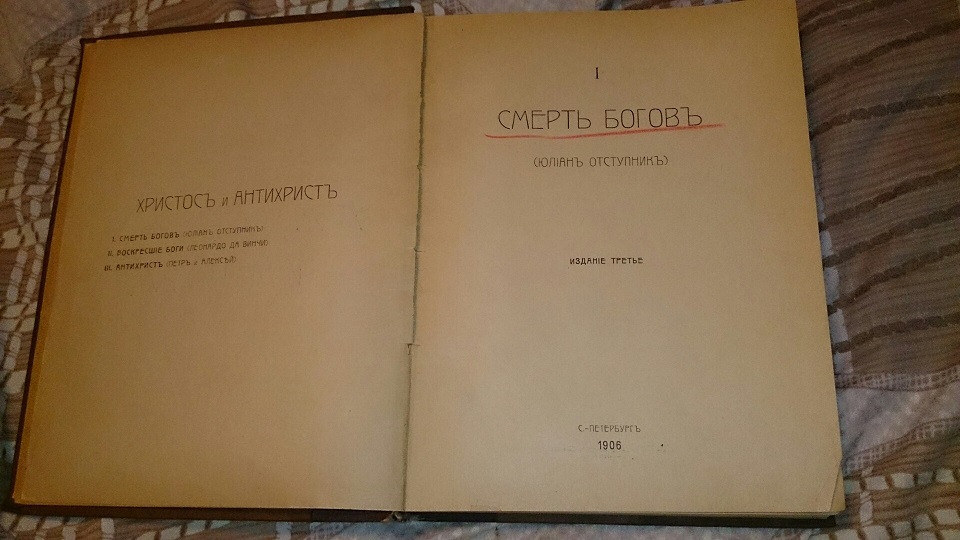 ХРИСТОСЪ и АНТИХРИСТЪ
I. СМЕРТЬ БОГОВЪ (ЮЛІАНЪ ОТСТУПНИКЪ)
II. ВОСКРЕСШІЕ БОГИ (ЛЕОНАРДО ДА ВИНЧИ)
III. АНТИХРИСТЪ (ПЕТРЪ и АЛЕКСѢЙ)
I
СМЕРТЬ БОГОВЪ
(ЮЛІАНЪ ОТСТУПНИКЪ)
ИЗДАНІЕ ТРЕТЬЕ
С.-ПЕТЕРБУРГЪ
1906